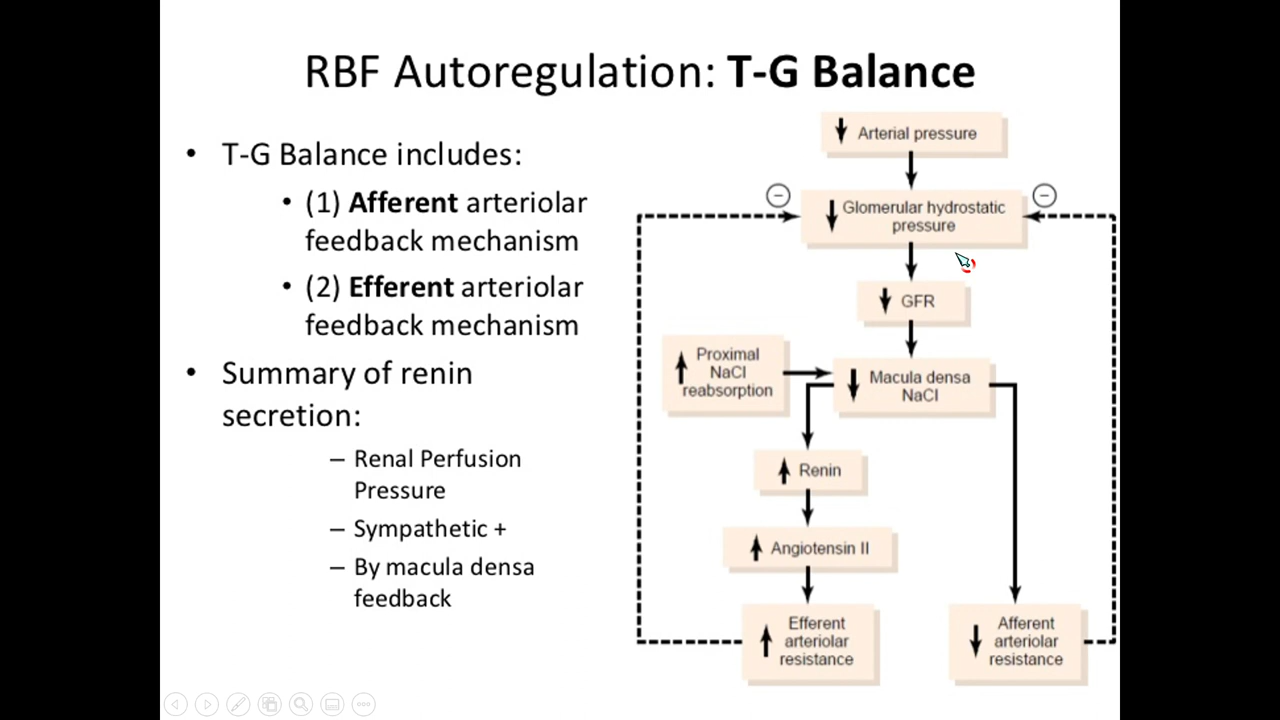 RBF Autoregulation: T-G Balance
• T-G Balance includes:
• (1) Afferent arteriolar
feedback mechanism
• (2) Efferent arteriolar
feedback mechanism
• Summary of renin
secretion:
– Renal Perfusion
Pressure
– Sympathetic +
– By macula densa
feedback
Arterial pressure
Glomerular hydrostatic
pressure
GFR
Proximal
NaCl
reabsorption
Macula densa
NaCl
Renin
Angiotensin II
Efferent
arteriolar
resistance
Afferent
arteriolar
resistance